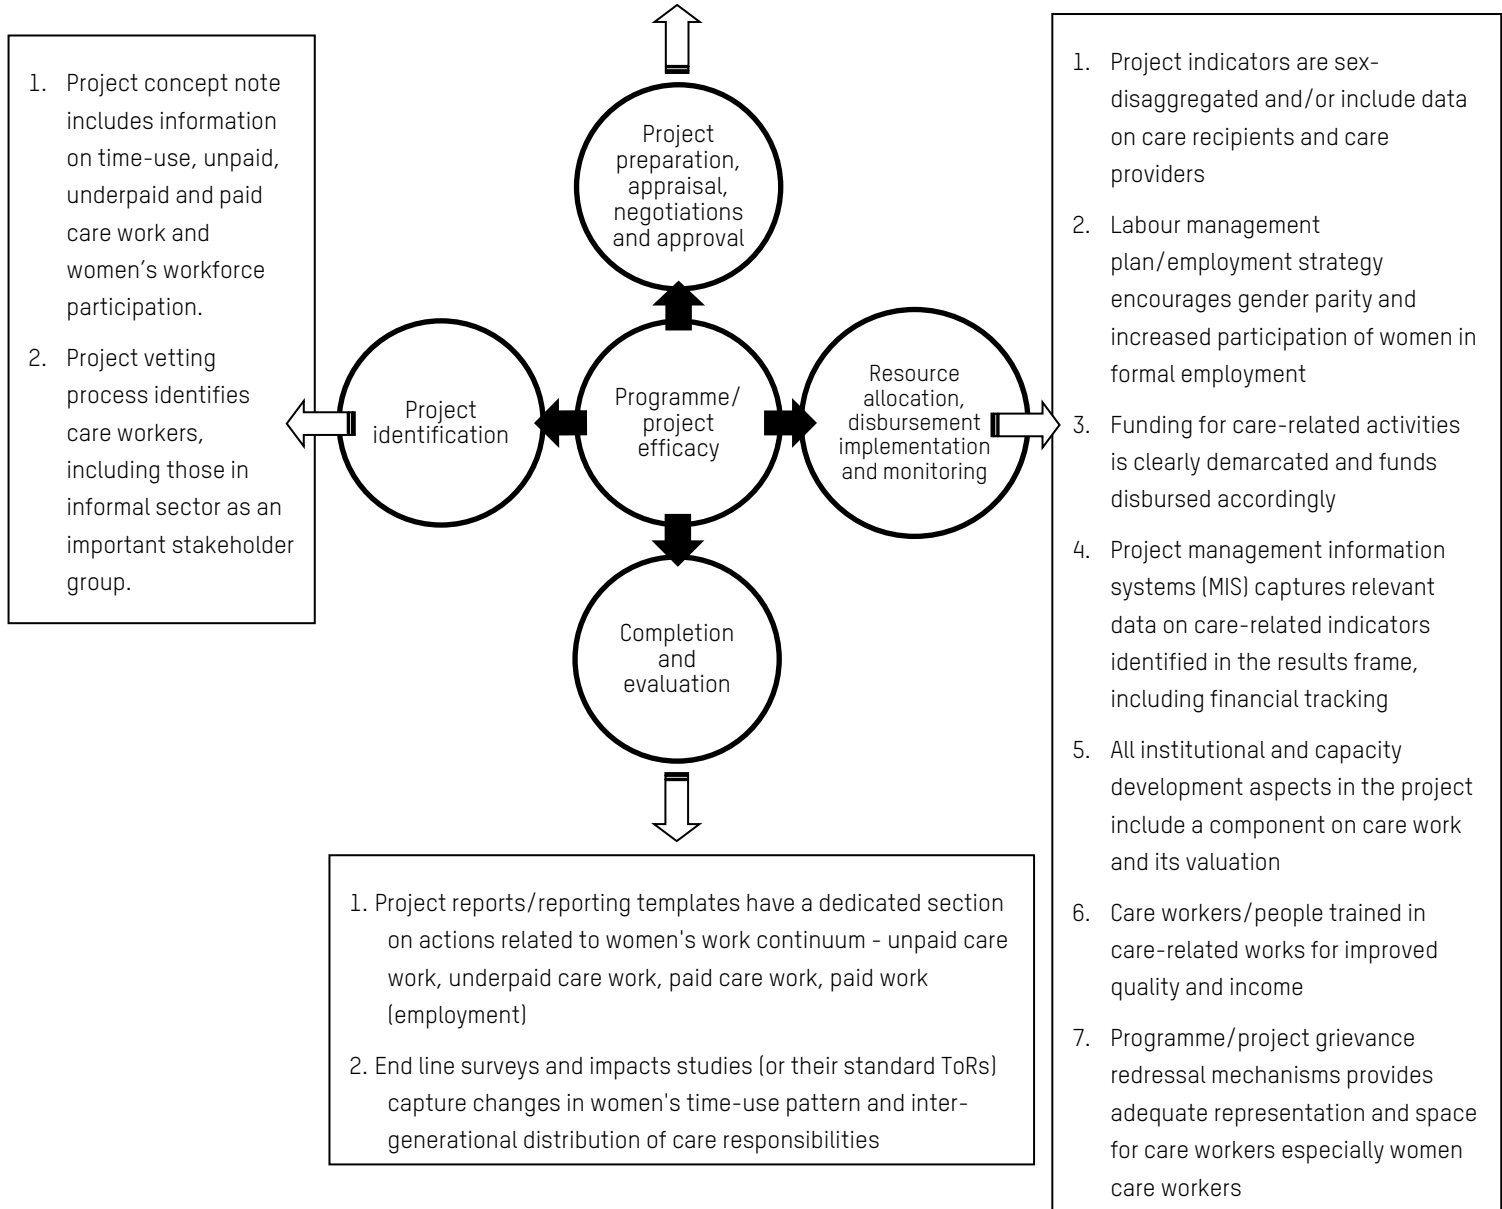 1. Project concept note
includes information
on time-use, unpaid,
underpaid and paid
care work and
women’s workforce
participation.
2. Project vetting
process identifies
care workers,
including those in
informal sector as an
important stakeholder
group.
Project
preparation,
appraisal,
negotiations
and approval
Project
identification
Programme/
project
efficacy
Resource
allocation,
disbursement
implementation
and monitoring
Completion
and
evaluation
1. Project reports/reporting templates have a dedicated section
on actions related to women's work continuum - unpaid care
work, underpaid care work, paid care work, paid work
(employment)
2. End line surveys and impacts studies (or their standard ToRs)
capture changes in women's time-use pattern and inter-
generational distribution of care responsibilities
1. Project indicators are sex-
disaggregated and/or include data
on care recipients and care
providers
2. Labour management
plan/employment strategy
encourages gender parity and
increased participation of women in
formal employment
3. Funding for care-related activities
is clearly demarcated and funds
disbursed accordingly
4. Project management information
systems (MIS) captures relevant
data on care-related indicators
identified in the results frame,
including financial tracking
5. All institutional and capacity
development aspects in the project
include a component on care work
and its valuation
6. Care workers/people trained in
care-related works for improved
quality and income
7. Programme/project grievance
redressal mechanisms provides
adequate representation and space
for care workers especially women
care workers